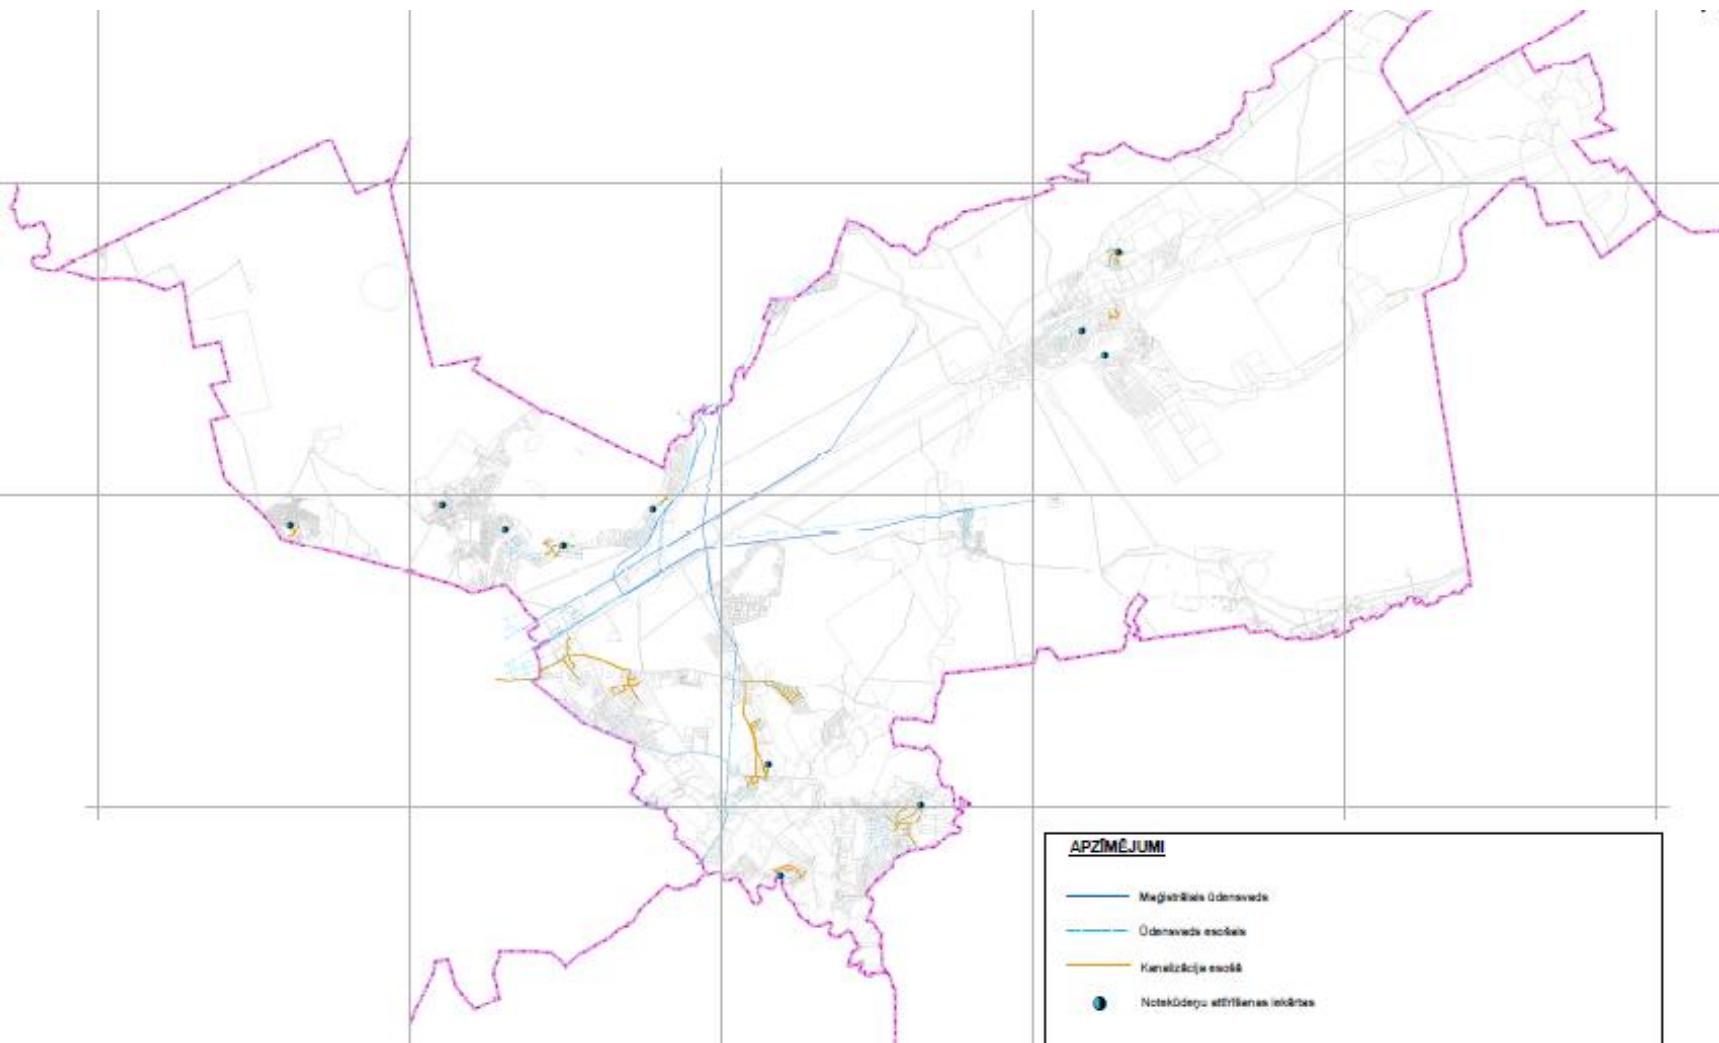 APZĪMĒJUMI
Maģistrālais ūdensvads
Ūdensvads esošais
Kanalizācija esošā
Notekūdeņu attīrīšanas iekārtas